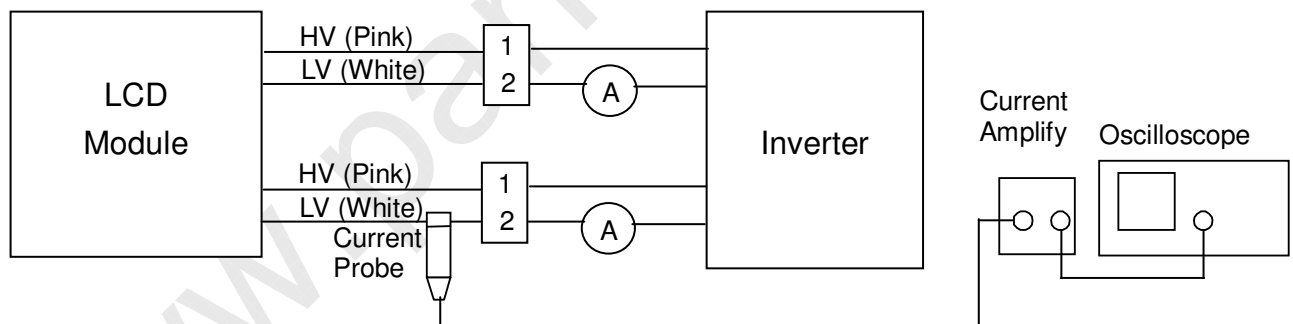 HV (Pink)
LV (White)
1
2
A
LCD
Module
Inverter
Current
Amplify
Oscilloscope
HV (Pink)
LV (White)
1
2
A
Current
Probe